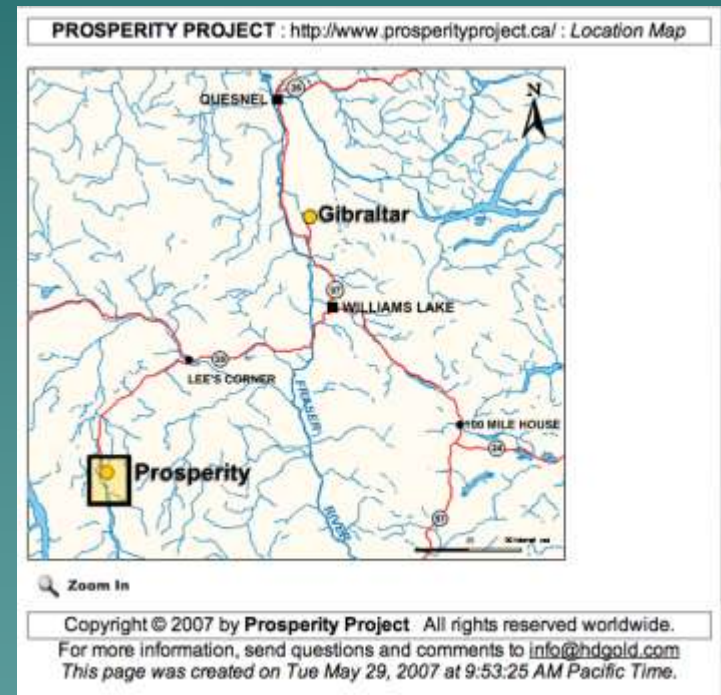 PROSPERITY PROJECT : http://www.prosperityproject.ca/ : Location Map
26
QUESNEL
N
Gibraltar
97
WILLIAMS LAKE
20
LEE'S CORNER
FRASER
100 MILE HOUSE
24
Prosperity
97
RIVER
Zoom In
Copyright © 2007 by Prosperity Project All rights reserved worldwide.
For more information, send questions and comments to info@hdgold.com
This page was created on Tue May 29, 2007 at 9:53:25 AM Pacific Time.